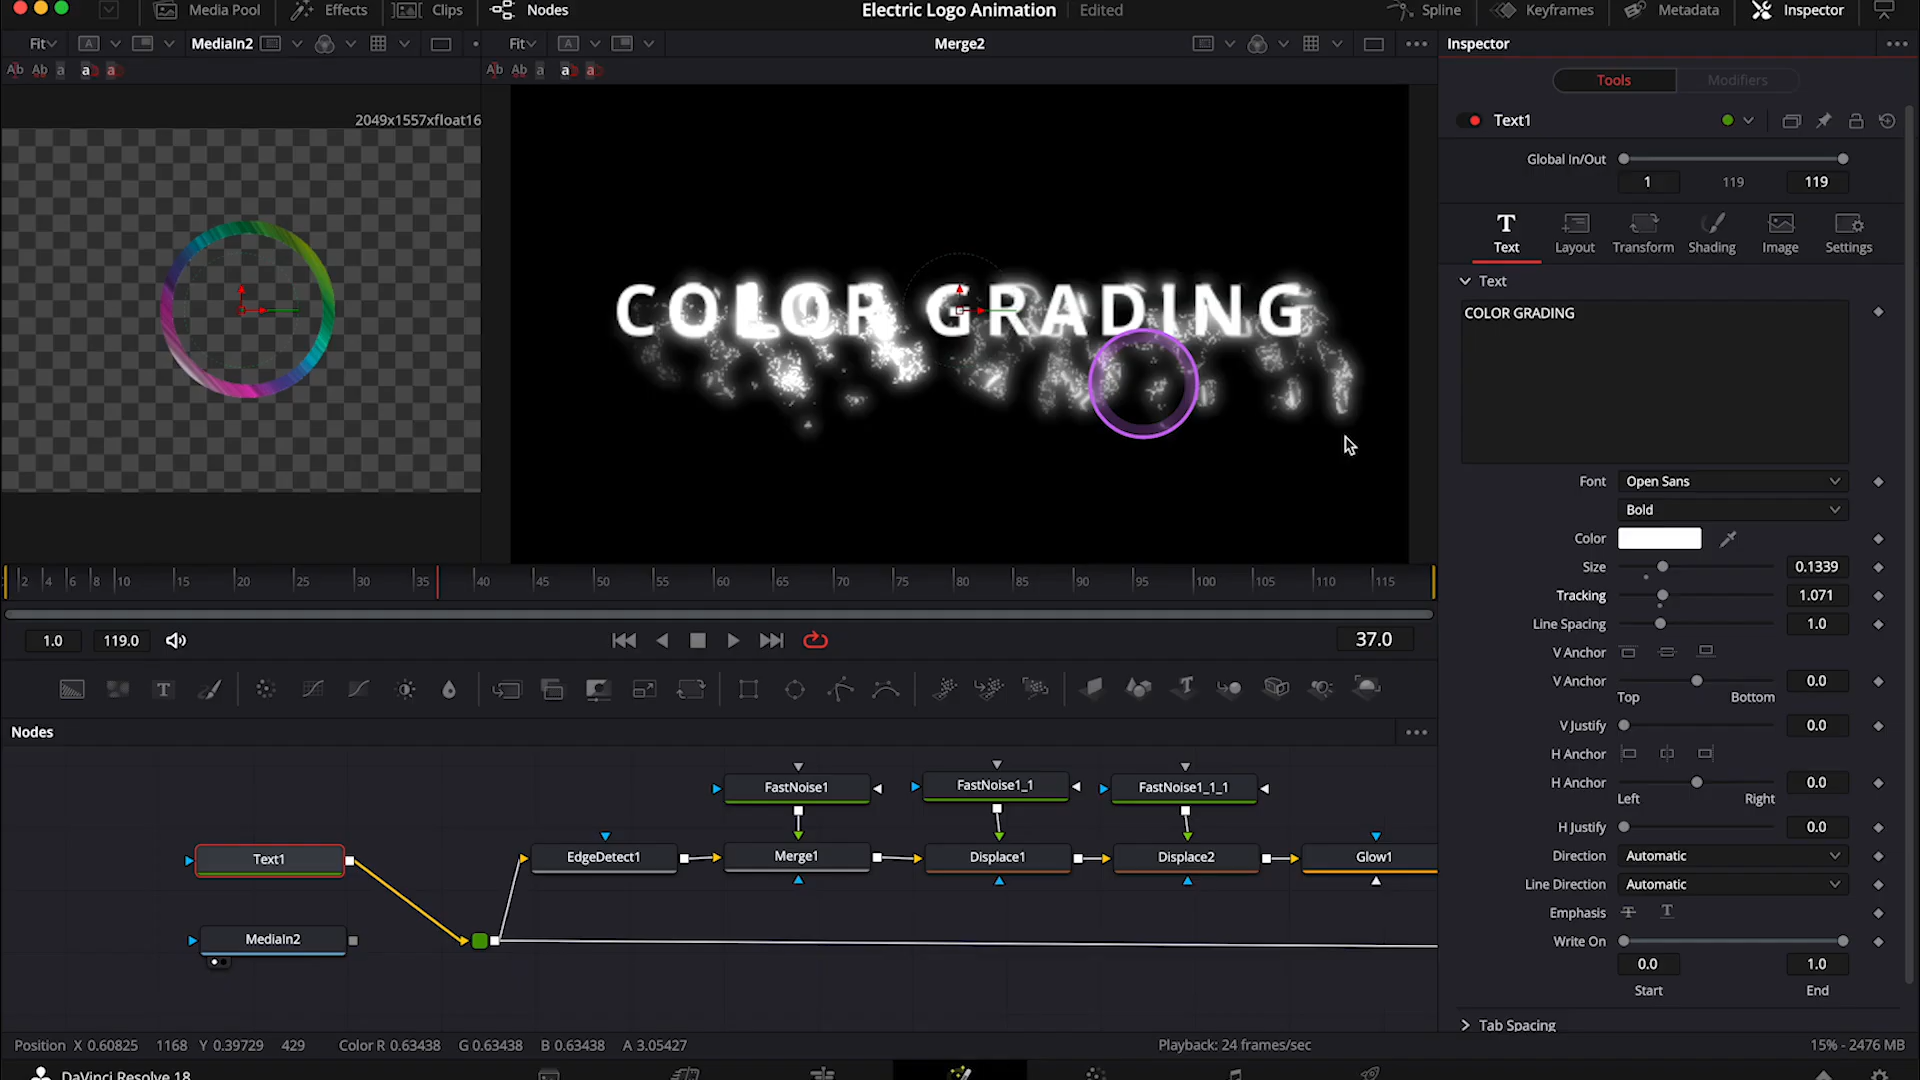 Media Pool Effects Clips Nodes Electric Logo Animation Edited Spline Keyframes Metadata Inspector
Fit MediaIn2 Fit Merge2 Inspector
Tools Modifiers
2049x1557xfloat16
Text1
Global In/Out
1 119 119
Text Layout Transform Shading Image Settings
Text
COLOR GRADING
COLOR GRADING
Font Open Sans
Bold
Color
Size 0.1339
Tracking 1.071
Line Spacing 1.0
V Anchor
V Anchor 0.0
Top Bottom
V Justify 0.0
H Anchor
H Anchor 0.0
Left Right
H Justify 0.0
Direction Automatic
Line Direction Automatic
Emphasis
Write On
0.0 1.0
Start End
Tab Spacing
2 4 6 8 10 15 20 25 30 35 40 45 50 55 60 65 70 75 80 85 90 95 100 105 110 115
1.0 119.0 37.0
Nodes
FastNoise1 FastNoise1_1 FastNoise1_1_1
Text1 EdgeDetect1 Merge1 Displace1 Displace2 Glow1
MediaIn2
Position X 0.60825 1168 Y 0.39729 429 Color R 0.63438 G 0.63438 B 0.63438 A 3.05427 Playback: 24 frames/sec 15% - 2476 MB
DaVinci Resolve 18